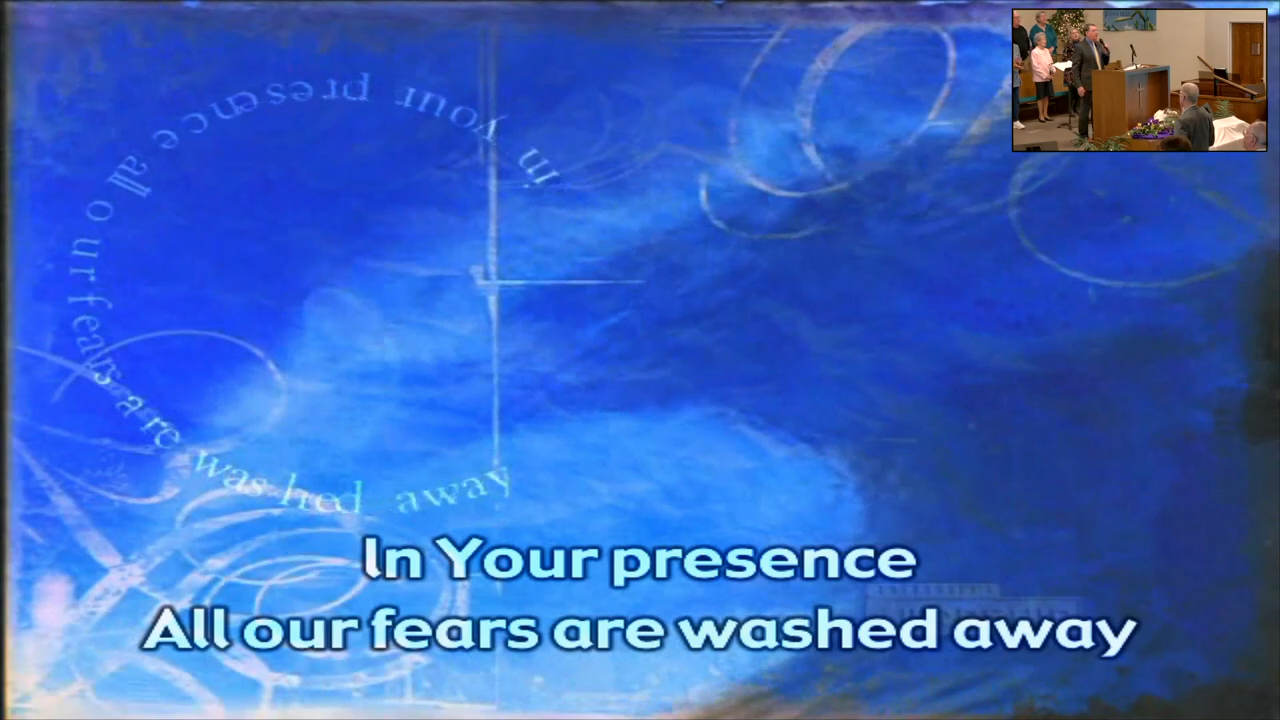 in your presence all our fears are washed away
In Your presence
All our fears are washed away